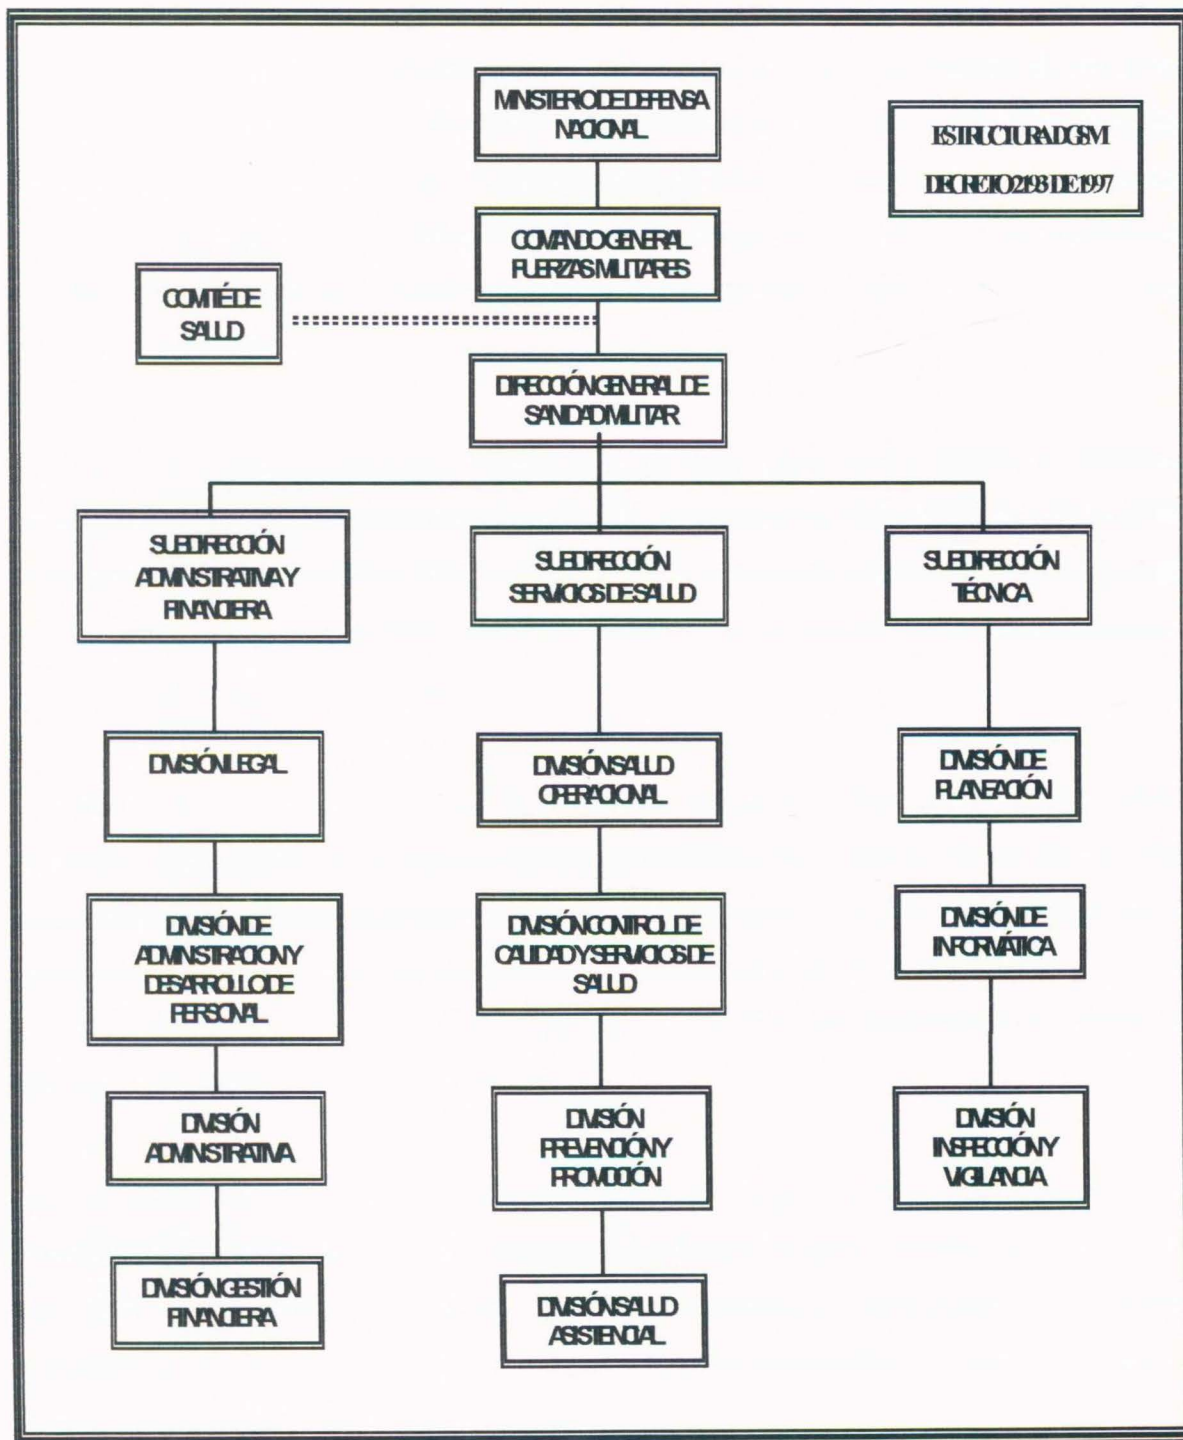 MINISTERIO DE DEFENSA
NACIONAL
ESTRUCTURA DGSM
DECRETO 2193 DE 1997
COMANDO GENERAL
FUERZAS MILITARES
COMITÉ DE
SALUD
DIRECCIÓN GENERAL DE
SANIDAD MILITAR
SUBDIRECCIÓN
ADMINISTRATIVA Y
FINANCIERA
SUBDIRECCIÓN
SERVICIOS DE SALUD
SUBDIRECCIÓN
TÉCNICA
DIVISIÓN LEGAL
DIVISIÓN SALUD
OPERACIONAL
DIVISIÓN DE
PLANEACIÓN
DIVISIÓN DE
ADMINISTRACION Y
DESARROLLO DE
PERSONAL
DIVISIÓN CONTROL DE
CALIDAD Y SERVICIOS DE
SALUD
DIVISIÓN DE
INFORMÁTICA
DIVISIÓN
ADMINISTRATIVA
DIVISIÓN
PREVENCIÓN Y
PROMOCIÓN
DIVISIÓN
INSPECCIÓN Y
VIGILANCIA
DIVISIÓN GESTIÓN
FINANCIERA
DIVISIÓN SALUD
ASISTENCIAL